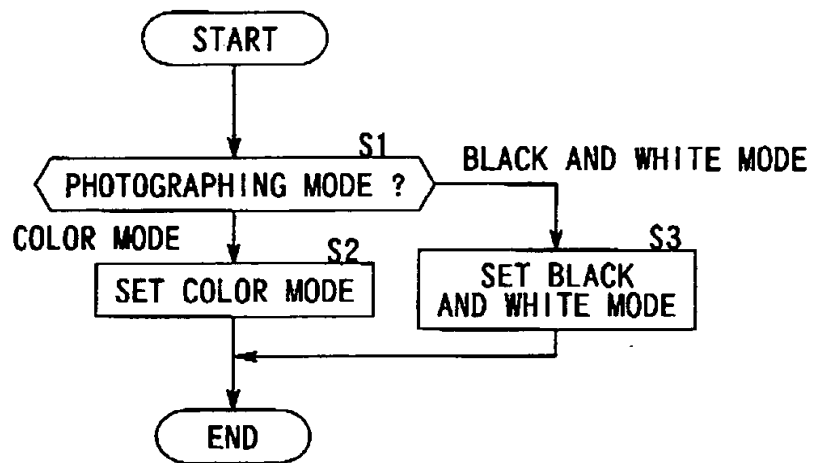 START
S1
PHOTOGRAPHING MODE ?
BLACK AND WHITE MODE
COLOR MODE
S2
SET COLOR MODE
S3
SET BLACK
AND WHITE MODE
END